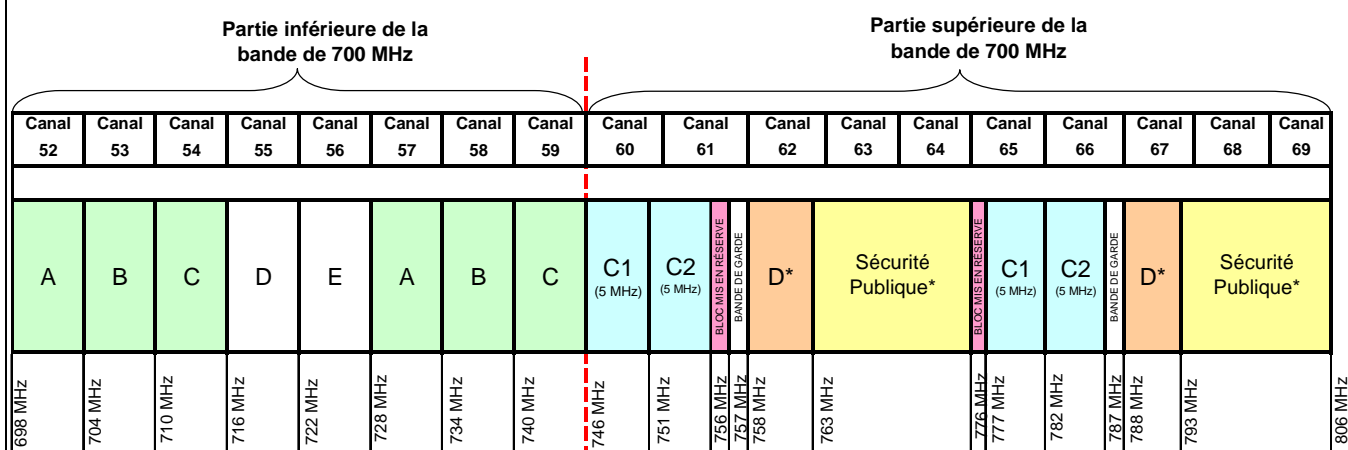 Partie inférieure de la
bande de 700 MHz
Partie supérieure de la
bande de 700 MHz
Canal 52
Canal 53
Canal 54
Canal 55
Canal 56
Canal 57
Canal 58
Canal 59
Canal 60
Canal 61
Canal 62
Canal 63
Canal 64
Canal 65
Canal 66
Canal 67
Canal 68
Canal 69
A
B
C
D
E
A
B
C
C1
(5 MHz)
C2
(5 MHz)
BLOC MIS EN RÉSERVE
BANDE DE GARDE
D*
Sécurité
Publique*
BLOC MIS EN RÉSERVE
C1
(5 MHz)
C2
(5 MHz)
BANDE DE GARDE
D*
Sécurité
Publique*
698 MHz
704 MHz
710 MHz
716 MHz
722 MHz
728 MHz
734 MHz
740 MHz
746 MHz
751 MHz
756 MHz
757 MHz
758 MHz
763 MHz
776 MHz
777 MHz
782 MHz
787 MHz
788 MHz
793 MHz
806 MHz